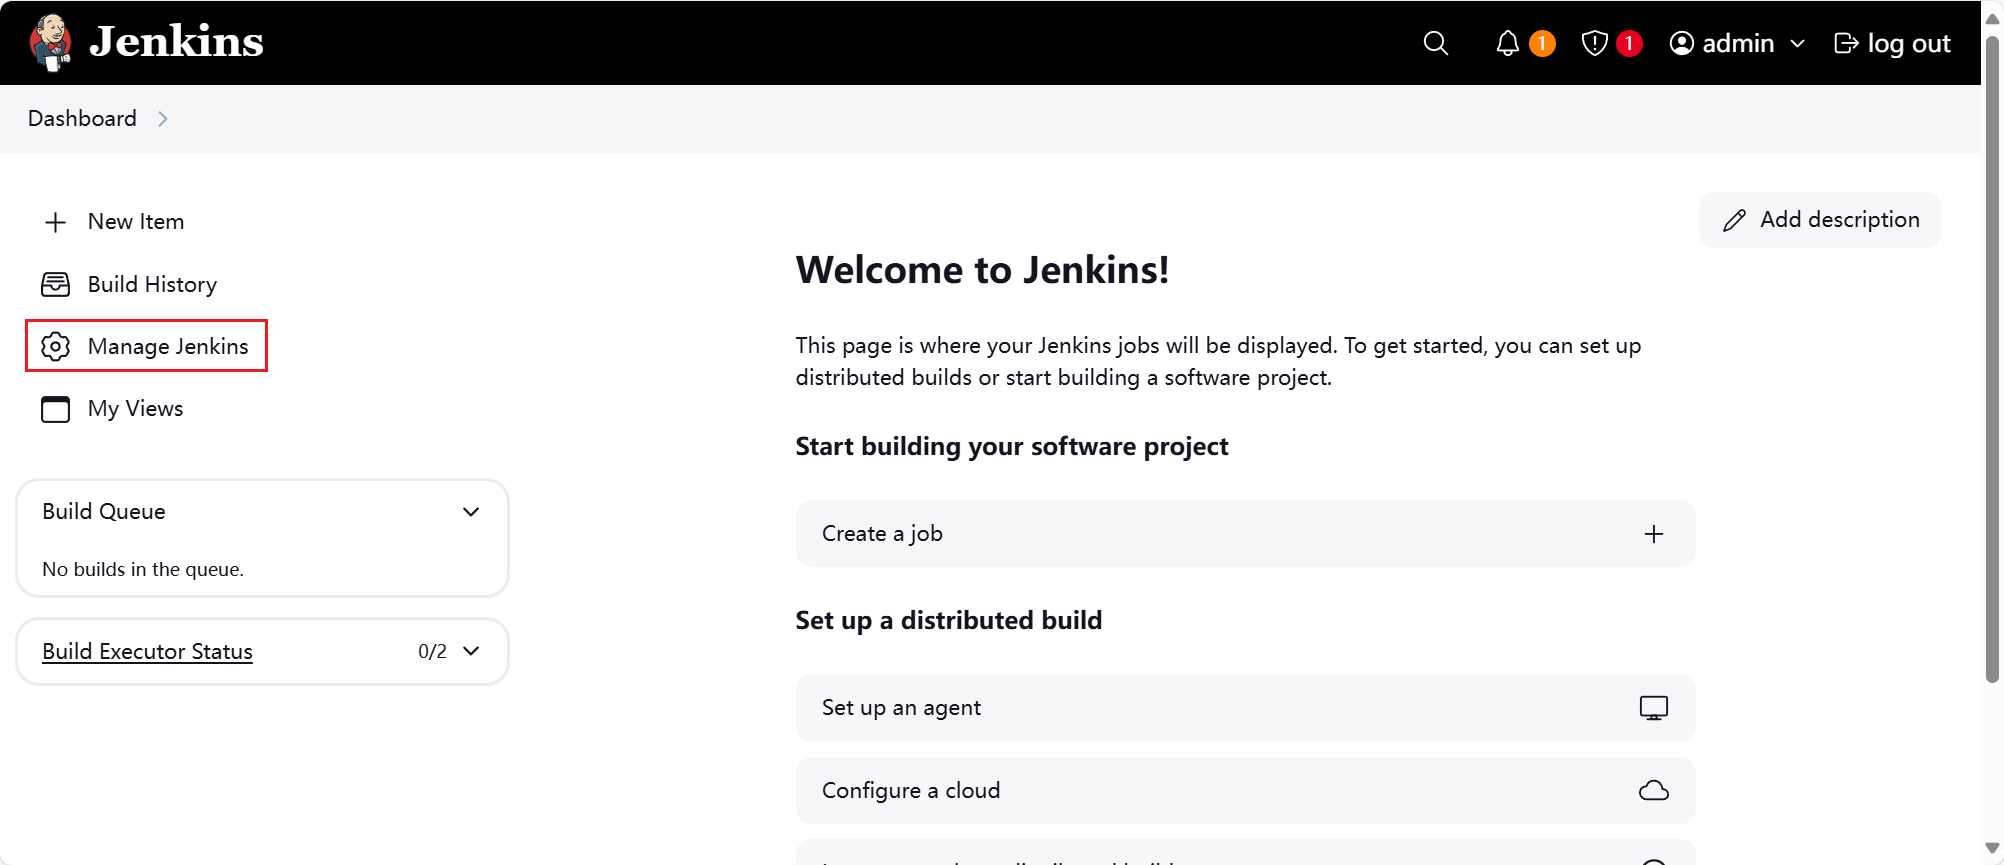 Jenkins
1
1
admin
log out
Dashboard
New Item
Build History
Manage Jenkins
My Views
Build Queue
No builds in the queue.
Build Executor Status
0/2
Add description
Welcome to Jenkins!
This page is where your Jenkins jobs will be displayed. To get started, you can set up
distributed builds or start building a software project.
Start building your software project
Create a job
Set up a distributed build
Set up an agent
Configure a cloud